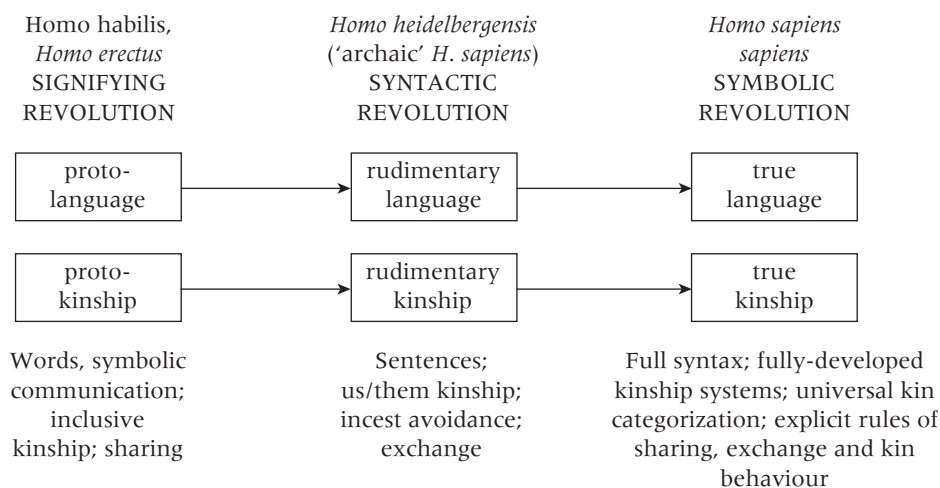 Homo habilis,
Homo erectus
SIGNIFYING
REVOLUTION
Homo heidelbergensis
(‘archaic’ H. sapiens)
SYNTACTIC
REVOLUTION
Homo sapiens
sapiens
SYMBOLIC
REVOLUTION
proto-
language
rudimentary
language
true
language
proto-
kinship
rudimentary
kinship
true
kinship
Words, symbolic
communication;
inclusive
kinship; sharing
Sentences;
us/them kinship;
incest avoidance;
exchange
Full syntax; fully-developed
kinship systems; universal kin
categorization; explicit rules of
sharing, exchange and kin
behaviour